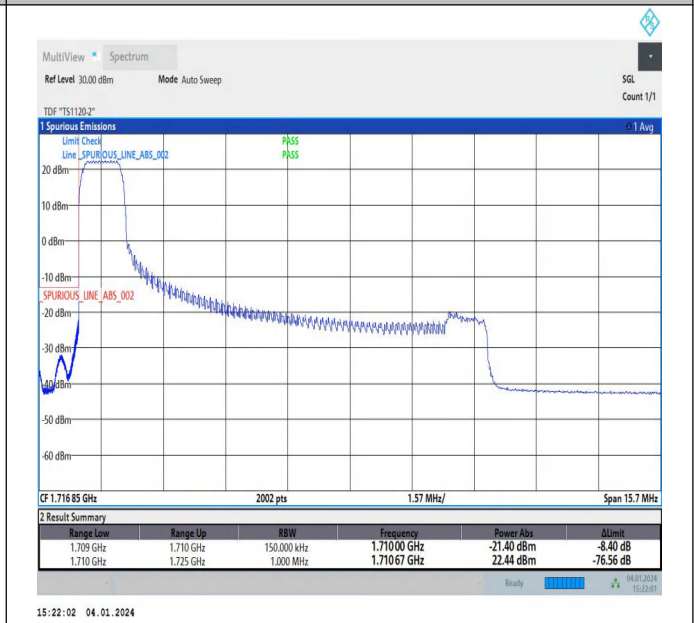 MultiView Spectrum
Ref Level 30.00 dBm Mode Auto Sweep SGL
Count 1/1
TDF "TS1120-2"
1 Spurious Emissions 1 Avg
Limit Check PASS
Line _SPURIOUS_LINE_ABS_002 PASS
20 dBm
10 dBm
0 dBm
-10 dBm
_SPURIOUS_LINE_ABS_002
-20 dBm
-30 dBm
-40 dBm
-50 dBm
-60 dBm
CF 1.716 85 GHz 2002 pts 1.57 MHz/ Span 15.7 MHz
2 Result Summary
Range Low Range Up RBW Frequency Power Abs ΔLimit
1.709 GHz 1.710 GHz 150.000 kHz 1.71000 GHz -21.40 dBm -8.40 dB
1.710 GHz 1.725 GHz 1.000 MHz 1.71067 GHz 22.44 dBm -76.56 dB
Ready 04.01.2024
15:22:01
15:22:02 04.01.2024